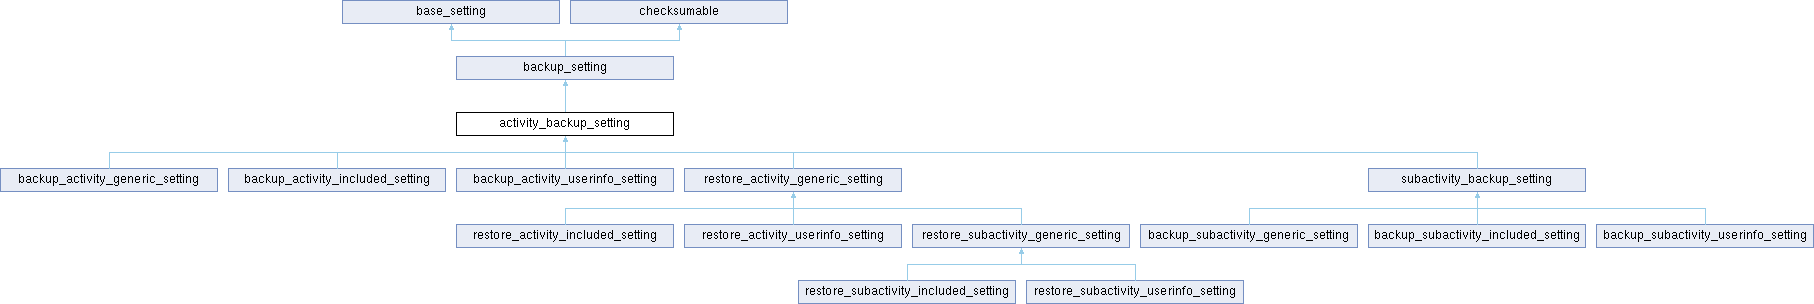 base_setting
checksumable
backup_setting
activity_backup_setting
backup_activity_generic_setting
backup_activity_included_setting
backup_activity_userinfo_setting
restore_activity_generic_setting
subactivity_backup_setting
restore_activity_included_setting
restore_activity_userinfo_setting
restore_subactivity_generic_setting
backup_subactivity_generic_setting
backup_subactivity_included_setting
backup_subactivity_userinfo_setting
restore_subactivity_included_setting
restore_subactivity_userinfo_setting